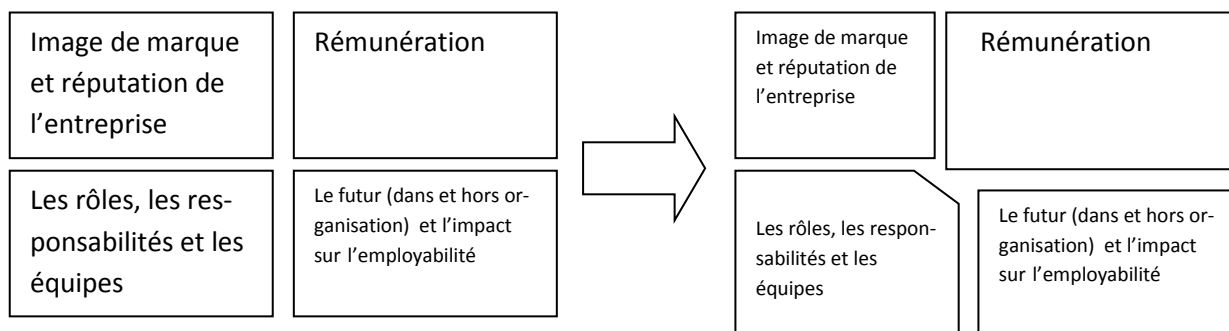 Image de marque
et réputation de
l’entreprise
Rémunération
Les rôles, les res-
ponsabilités et les
équipes
Le futur (dans et hors or-
ganisation)  et l’impact
sur l’employabilité
Image de marque
et réputation de
l’entreprise
Rémunération
Les rôles, les respon-
sabilités et les
équipes
Le futur (dans et hors or-
ganisation)  et l’impact
sur l’employabilité